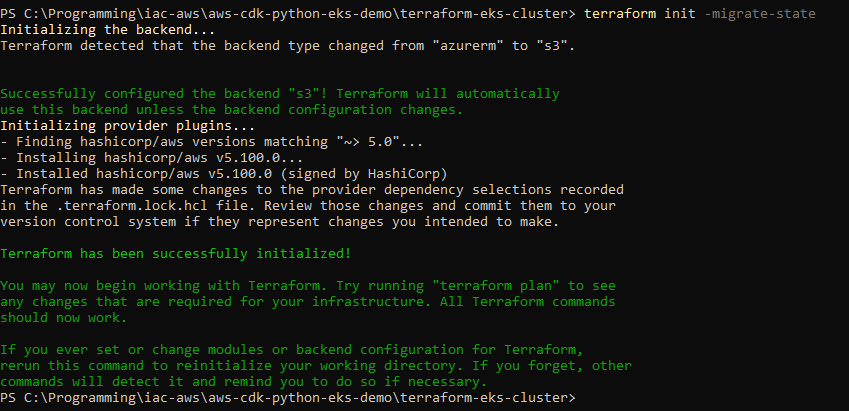 PS C:\Programming\iac-aws\aws-cdk-python-eks-demo\terraform-eks-cluster> terraform init -migrate-state
Initializing the backend...
Terraform detected that the backend type changed from "azurerm" to "s3".
Successfully configured the backend "s3"! Terraform will automatically
use this backend unless the backend configuration changes.
Initializing provider plugins...
- Finding hashicorp/aws versions matching "~> 5.0"...
- Installing hashicorp/aws v5.100.0...
- Installed hashicorp/aws v5.100.0 (signed by HashiCorp)
Terraform has made some changes to the provider dependency selections recorded
in the .terraform.lock.hcl file. Review those changes and commit them to your
version control system if they represent changes you intended to make.
Terraform has been successfully initialized!
You may now begin working with Terraform. Try running "terraform plan" to see
any changes that are required for your infrastructure. All Terraform commands
should now work.
If you ever set or change modules or backend configuration for Terraform,
rerun this command to reinitialize your working directory. If you forget, other
commands will detect it and remind you to do so if necessary.
PS C:\Programming\iac-aws\aws-cdk-python-eks-demo\terraform-eks-cluster>